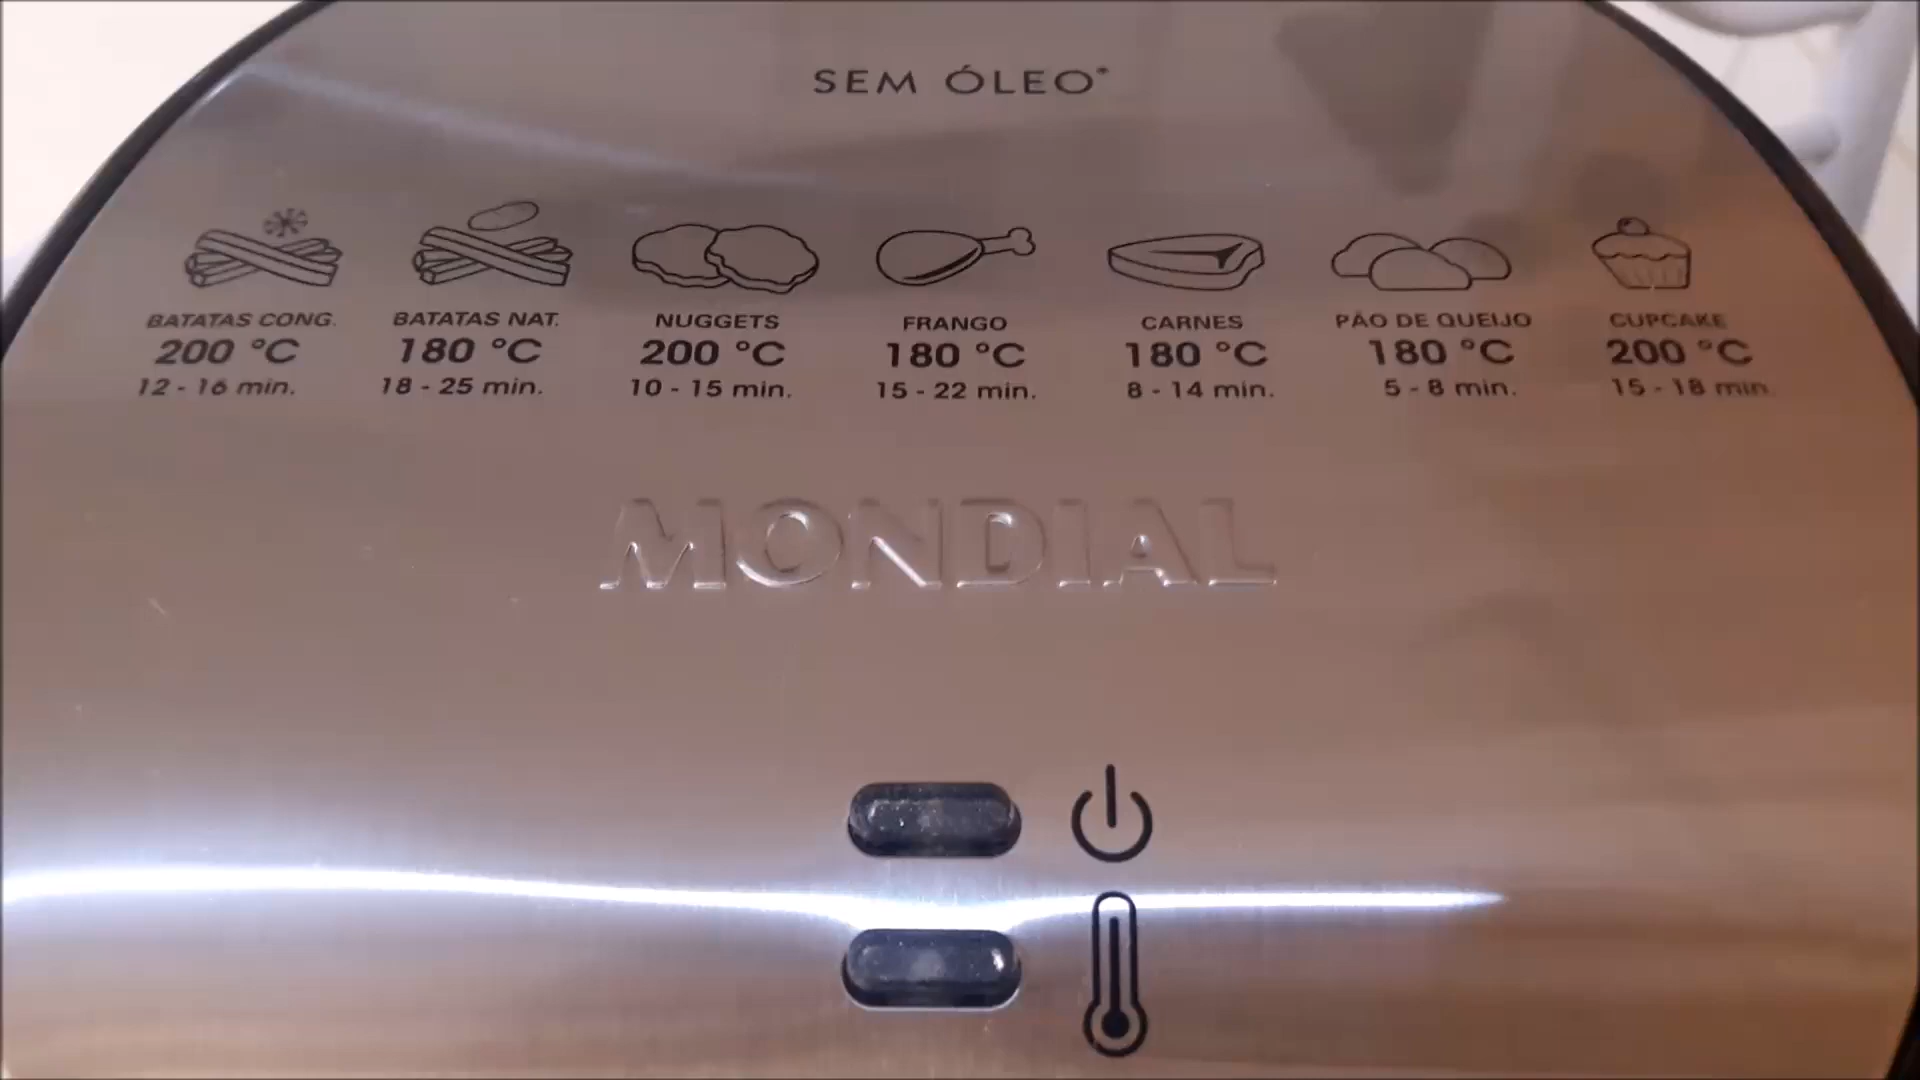 SEM ÓLEO*
BATATAS CONG. BATATAS NAT. NUGGETS FRANGO CARNES PÃO DE QUEIJO CUPCAKE
200 °C 180 °C 200 °C 180 °C 180 °C 180 °C 200 °C
12 - 16 min. 18 - 25 min. 10 - 15 min. 15 - 22 min. 8 - 14 min. 5 - 8 min. 15 - 18 min.
MONDIAL